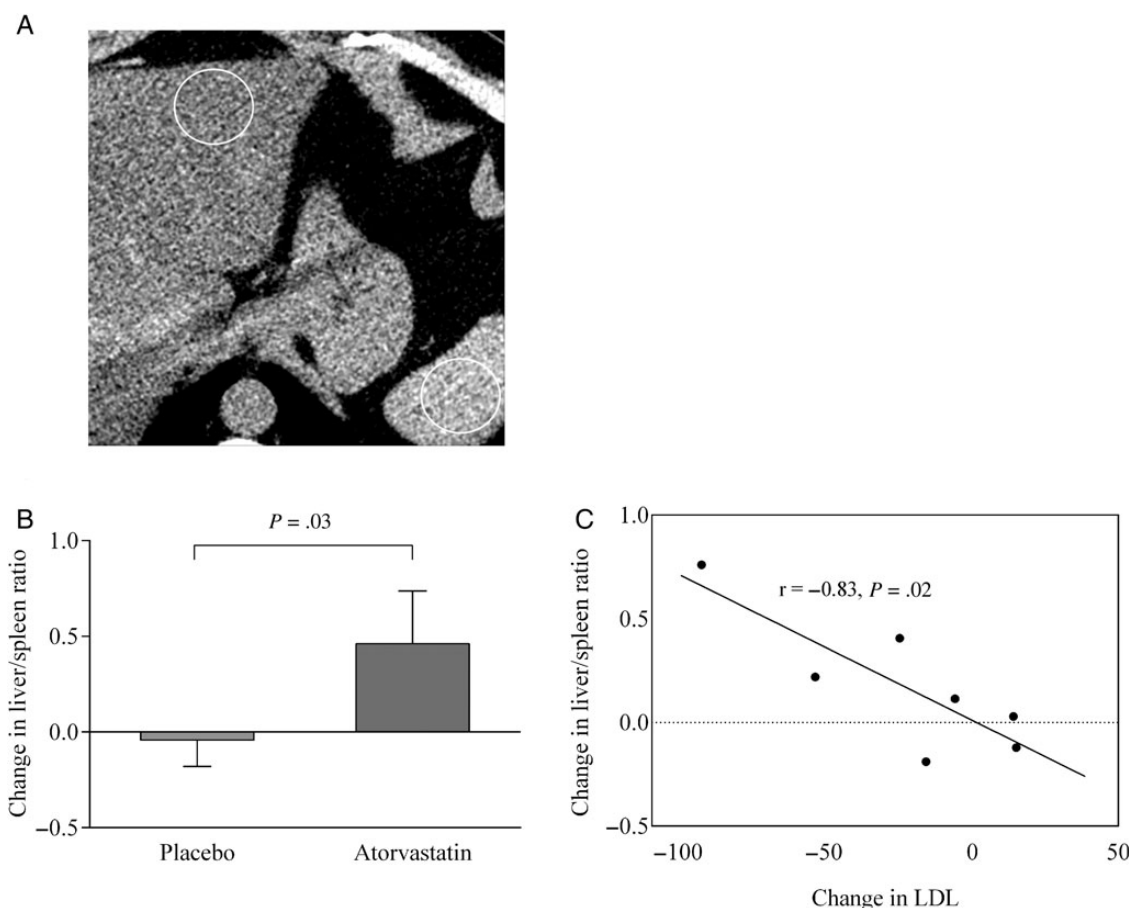 A
B
P = .03
Change in liver/spleen ratio
1.0
0.5
0.0
−0.5
Placebo
Atorvastatin
C
Change in liver/spleen ratio
1.0
0.5
0.0
−0.5
r = −0.83, P = .02
−100
−50
0
50
Change in LDL